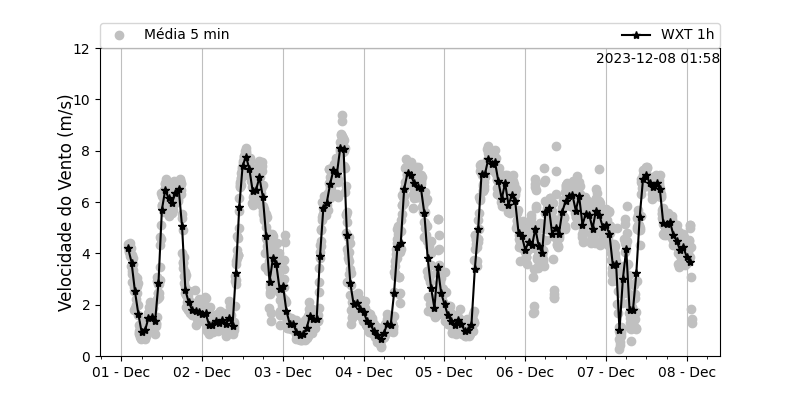 Média 5 min
WXT 1h
2023-12-08 01:58
Velocidade do Vento (m/s)
12
10
8
6
4
2
0
01 - Dec
02 - Dec
03 - Dec
04 - Dec
05 - Dec
06 - Dec
07 - Dec
08 - Dec